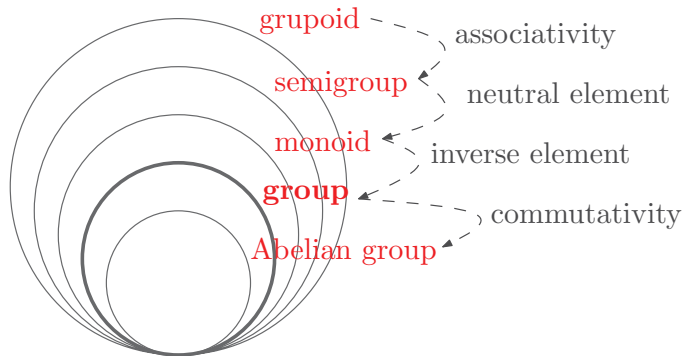 grupoid
associativity
semigroup
neutral element
monoid
inverse element
group
commutativity
Abelian group